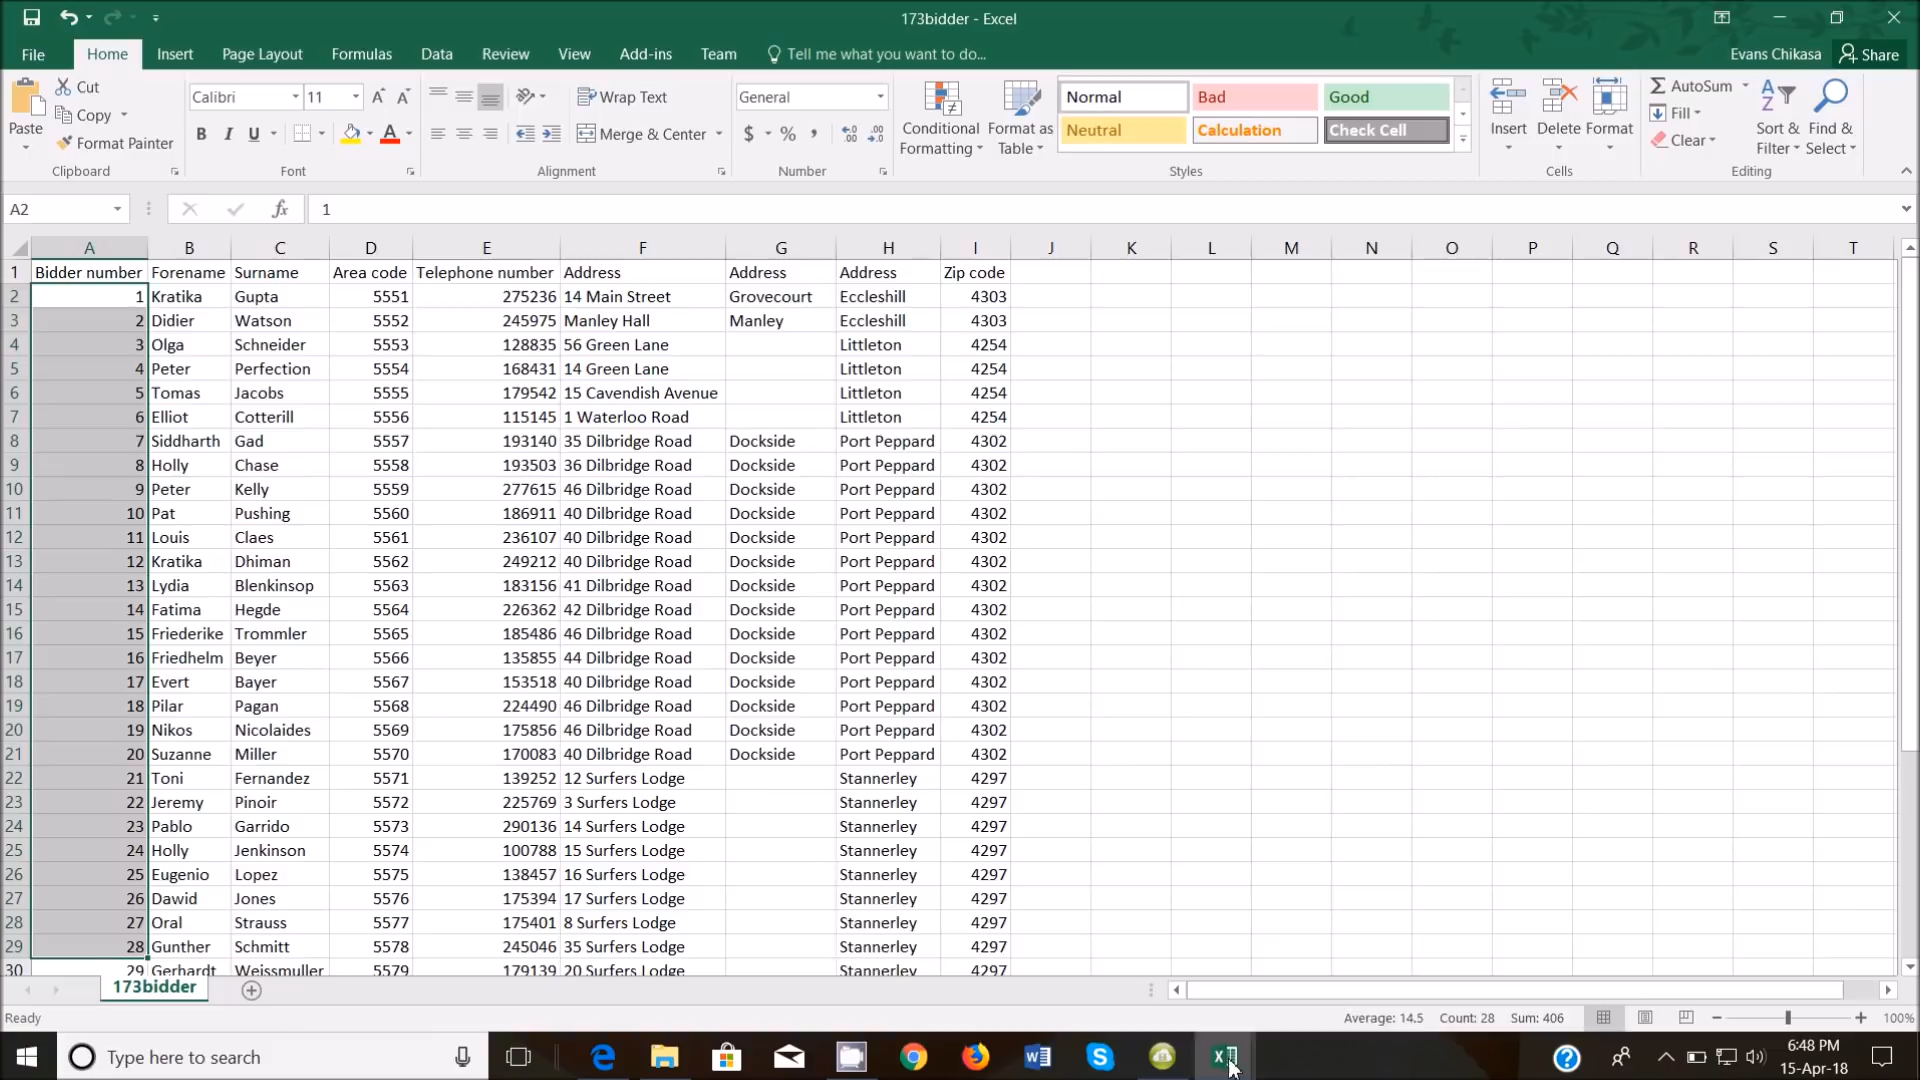 173bidder - Excel
File Home Insert Page Layout Formulas Data Review View Add-ins Team Tell me what you want to do... Evans Chikasa Share
Paste Cut Copy Format Painter Clipboard
Calibri 11 A A B I U A Font
Wrap Text Merge & Center Alignment
General $ % , Number
Conditional Formatting Format as Table Normal Bad Good Neutral Calculation Check Cell Styles
Insert Delete Format Cells
AutoSum Fill Clear Sort & Filter Find & Select Editing
A2 fx 1
A B C D E F G H I J K L M N O P Q R S T
1 Bidder number Forename Surname Area code Telephone number Address Address Address Zip code
2 1 Kratika Gupta 5551 275236 14 Main Street Grovecourt Eccleshill 4303
3 2 Didier Watson 5552 245975 Manley Hall Manley Eccleshill 4303
4 3 Olga Schneider 5553 128835 56 Green Lane Littleton 4254
5 4 Peter Perfection 5554 168431 14 Green Lane Littleton 4254
6 5 Tomas Jacobs 5555 179542 15 Cavendish Avenue Littleton 4254
7 6 Elliot Cotterill 5556 115145 1 Waterloo Road Littleton 4254
8 7 Siddharth Gad 5557 193140 35 Dilbridge Road Dockside Port Peppard 4302
9 8 Holly Chase 5558 193503 36 Dilbridge Road Dockside Port Peppard 4302
10 9 Peter Kelly 5559 277615 46 Dilbridge Road Dockside Port Peppard 4302
11 10 Pat Pushing 5560 186911 40 Dilbridge Road Dockside Port Peppard 4302
12 11 Louis Claes 5561 236107 40 Dilbridge Road Dockside Port Peppard 4302
13 12 Kratika Dhiman 5562 249212 40 Dilbridge Road Dockside Port Peppard 4302
14 13 Lydia Blenkinsop 5563 183156 41 Dilbridge Road Dockside Port Peppard 4302
15 14 Fatima Hegde 5564 226362 42 Dilbridge Road Dockside Port Peppard 4302
16 15 Friederike Trommler 5565 185486 46 Dilbridge Road Dockside Port Peppard 4302
17 16 Friedhelm Beyer 5566 135855 44 Dilbridge Road Dockside Port Peppard 4302
18 17 Evert Bayer 5567 153518 40 Dilbridge Road Dockside Port Peppard 4302
19 18 Pilar Pagan 5568 224490 46 Dilbridge Road Dockside Port Peppard 4302
20 19 Nikos Nicolaides 5569 175856 46 Dilbridge Road Dockside Port Peppard 4302
21 20 Suzanne Miller 5570 170083 40 Dilbridge Road Dockside Port Peppard 4302
22 21 Toni Fernandez 5571 139252 12 Surfers Lodge Stannerley 4297
23 22 Jeremy Pinoir 5572 225769 3 Surfers Lodge Stannerley 4297
24 23 Pablo Garrido 5573 290136 14 Surfers Lodge Stannerley 4297
25 24 Holly Jenkinson 5574 100788 15 Surfers Lodge Stannerley 4297
26 25 Eugenio Lopez 5575 138457 16 Surfers Lodge Stannerley 4297
27 26 Dawid Jones 5576 175394 17 Surfers Lodge Stannerley 4297
28 27 Oral Strauss 5577 175401 8 Surfers Lodge Stannerley 4297
29 28 Gunther Schmitt 5578 245046 35 Surfers Lodge Stannerley 4297
30 29 Gerhardt Weissmuller 5579 179139 20 Surfers Lodge Stannerley 4297
173bidder
Ready Average: 14.5 Count: 28 Sum: 406 100%
Type here to search
6:48 PM
15-Apr-18